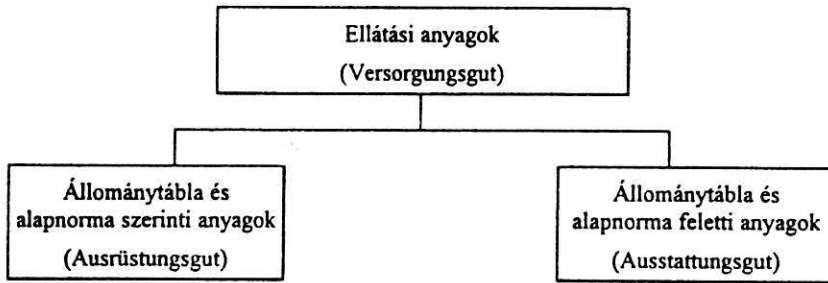 Ellátási anyagok
(Versorgungsgut)
Állománytábla és
alapnorma szerinti anyagok
(Ausrüstungsgut)
Állománytábla és
alapnorma feletti anyagok
(Ausstattungsgut)